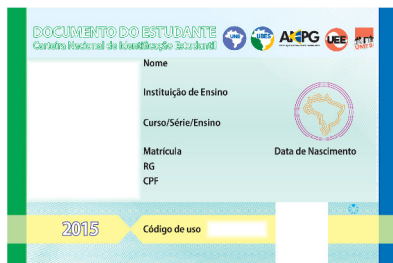 DOCUMENTO DO ESTUDANTE
Carteira Nacional de Identificação Estudantil
UNE
UBES
ANPG
UEE
UMES
Nome
Instituição de Ensino
Curso/Série/Ensino
Matrícula
Data de Nascimento
RG
CPF
2015
Código de uso